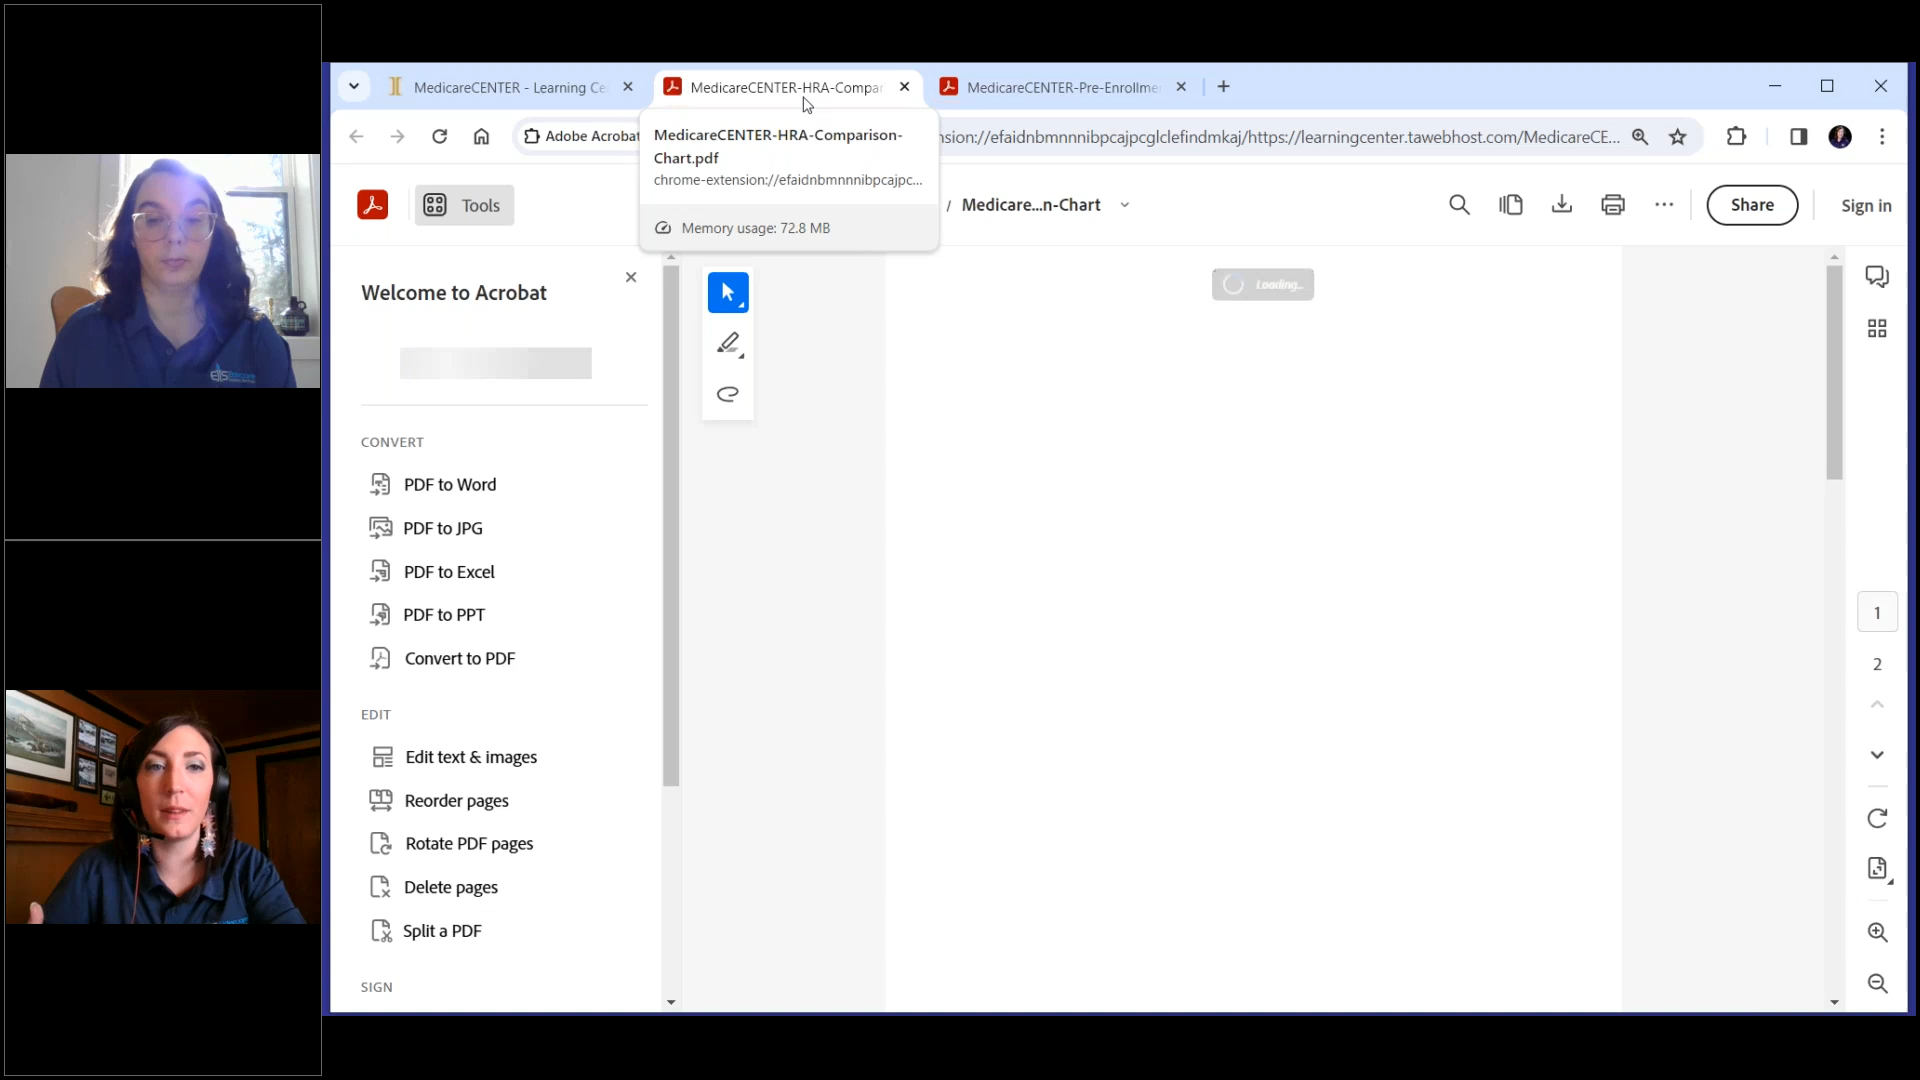 MedicareCENTER - Learning Ce
MedicareCENTER-HRA-Compar
MedicareCENTER-Pre-Enrollme
Adobe Acrobat
nsion://efaidnbmnnnibpcajpcglclefindmkaj/https://learningcenter.tawebhost.com/MedicareCE...
MedicareCENTER-HRA-Comparison-
Chart.pdf
chrome-extension://efaidnbmnnnibpcajpc...
Memory usage: 72.8 MB
Tools
/ Medicare...n-Chart
Share
Sign in
Welcome to Acrobat
Loading...
CONVERT
PDF to Word
PDF to JPG
PDF to Excel
PDF to PPT
Convert to PDF
EDIT
Edit text & images
Reorder pages
Rotate PDF pages
Delete pages
Split a PDF
SIGN
1
2